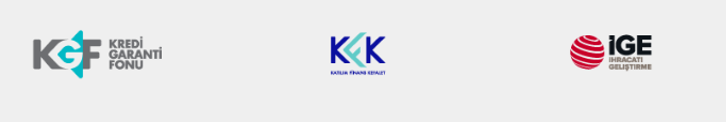 KGF
KREDİ
GARANTİ
FONU
KFK
KATILIM FİNANS KEFALET
İGE
İHRACATI
GELİŞTİRME